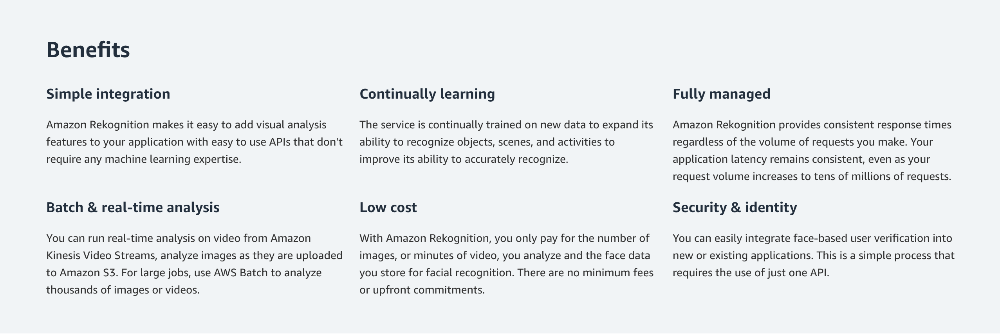 Benefits
Simple integration
Amazon Rekognition makes it easy to add visual analysis
features to your application with easy to use APIs that don't
require any machine learning expertise.
Continually learning
The service is continually trained on new data to expand its
ability to recognize objects, scenes, and activities to
improve its ability to accurately recognize.
Fully managed
Amazon Rekognition provides consistent response times
regardless of the volume of requests you make. Your
application latency remains consistent, even as your
request volume increases to tens of millions of requests.
Batch & real-time analysis
You can run real-time analysis on video from Amazon
Kinesis Video Streams, analyze images as they are uploaded
to Amazon S3. For large jobs, use AWS Batch to analyze
thousands of images or videos.
Low cost
With Amazon Rekognition, you only pay for the number of
images, or minutes of video, you analyze and the face data
you store for facial recognition. There are no minimum fees
or upfront commitments.
Security & identity
You can easily integrate face-based user verification into
new or existing applications. This is a simple process that
requires the use of just one API.